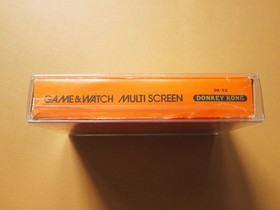 GAME&WATCH MULTI SCREEN
DK-52
DONKEY KONG